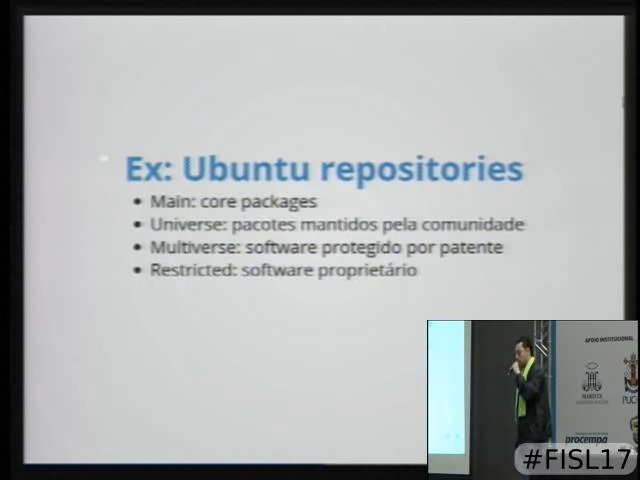 Ex: Ubuntu repositories
Main: core packages
Universe: pacotes mantidos pela comunidade
Multiverse: software protegido por patente
Restricted: software proprietário
APOIO INSTITUCIONAL
PUC
procempa
#FISL17